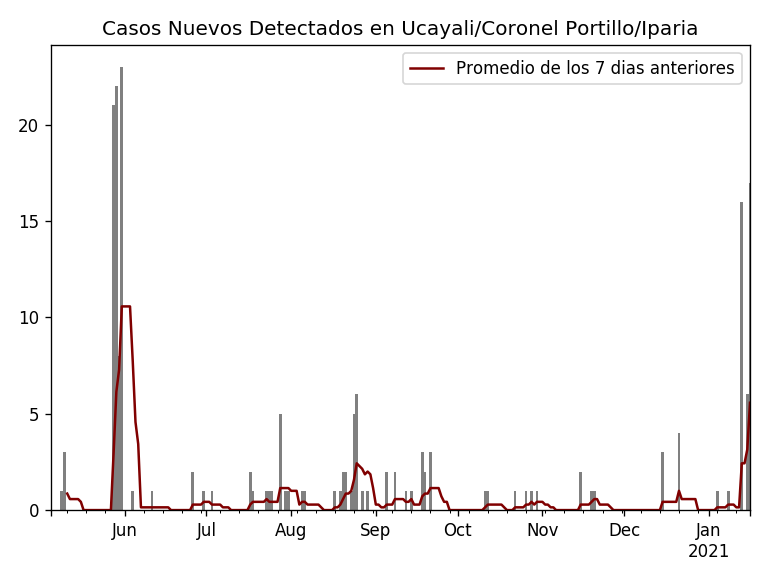 Casos Nuevos Detectados en Ucayali/Coronel Portillo/Iparia
Promedio de los 7 dias anteriores
20
15
10
5
0
Jun Jul Aug Sep Oct Nov Dec Jan
2021